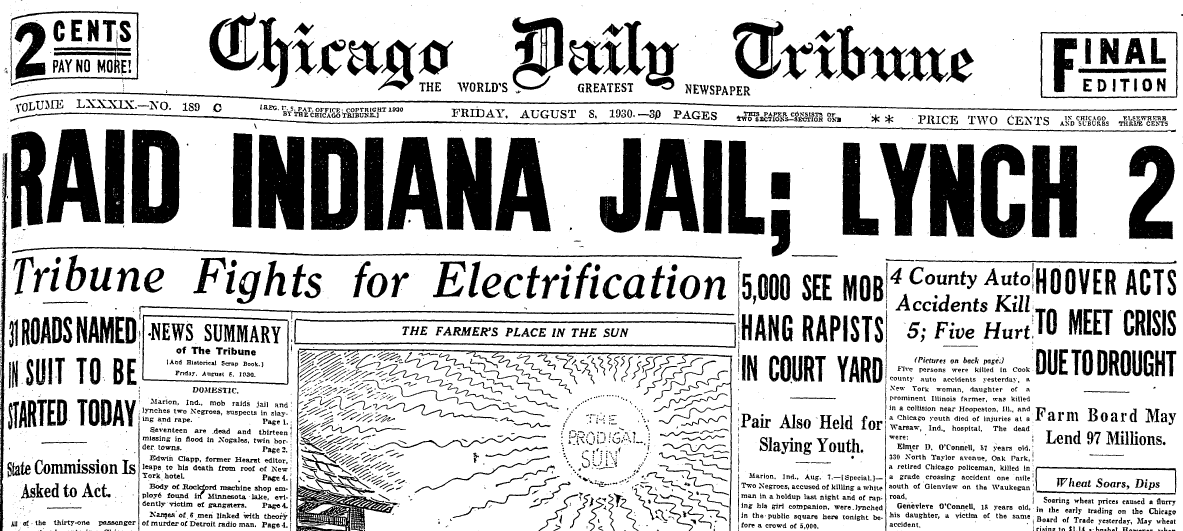 2 CENTS
PAY NO MORE!
Chicago Daily Tribune
THE WORLD'S GREATEST NEWSPAPER
FINAL
EDITION
VOLUME LXXXIX.—NO. 189 C
[REG. U. S. PAT. OFFICE: COPYRIGHT 1930
BY THE CHICAGO TRIBUNE.]
FRIDAY, AUGUST 8, 1930.—30 PAGES
THIS PAPER CONSISTS OF
TWO SECTIONS—SECTION ONE
** PRICE TWO CENTS
IN CHICAGO
AND SUBURBS
ELSEWHERE
THREE CENTS
RAID INDIANA JAIL; LYNCH 2
Tribune Fights for Electrification
31 ROADS NAMED
IN SUIT TO BE
STARTED TODAY
State Commission Is
Asked to Act.
All of the thirty-one passenger
NEWS SUMMARY
of The Tribune
[And Historical Scrap Book.]
Friday, August 8, 1930.
DOMESTIC.
Marion, Ind., mob raids jail and
lynches two Negroes, suspects in slay-
ing and rape. Page 1.
Seventeen are dead and thirteen
missing in flood in Nogales, twin bor-
der towns. Page 2.
Edwin Clapp, former Hearst editor,
leaps to his death from roof of New
York hotel. Page 4.
Body of Rockford machine shop em-
ployé found in Minnesota lake, evi-
dently victim of gangsters. Page 4.
Names of 6 men linked with theory
of murder of Detroit radio man. Page 4.
THE FARMER'S PLACE IN THE SUN
THE
PRODIGAL
SUN
5,000 SEE MOB
HANG RAPISTS
IN COURT YARD
Pair Also Held for
Slaying Youth.
Marion, Ind., Aug. 7.—(Special.)—
Two Negroes, accused of killing a white
man in a holdup last night and of rap-
ing his girl companion, were lynched
in the public square here tonight be-
fore a crowd of 5,000.
4 County Auto
Accidents Kill
5; Five Hurt
(Pictures on back page.)
Five persons were killed in Cook
county auto accidents yesterday, a
New York woman, daughter of a
prominent Illinois farmer, was killed
in a collision near Hoopeston, Ill., and
a Chicago youth died of injuries at a
Warsaw, Ind., hospital. The dead
were:
Elmer D. O'Connell, 57 years old,
330 North Taylor avenue, Oak Park,
a retired Chicago policeman, killed in
a grade crossing accident one mile
south of Glenview on the Waukegan
road.
Genevieve O'Connell, 18 years old,
his daughter, a victim of the same
accident.
HOOVER ACTS
TO MEET CRISIS
DUE TO DROUGHT
Farm Board May
Lend 97 Millions.
Wheat Soars, Dips
Soaring wheat prices caused a flurry
in the early trading on the Chicago
Board of Trade yesterday, May wheat